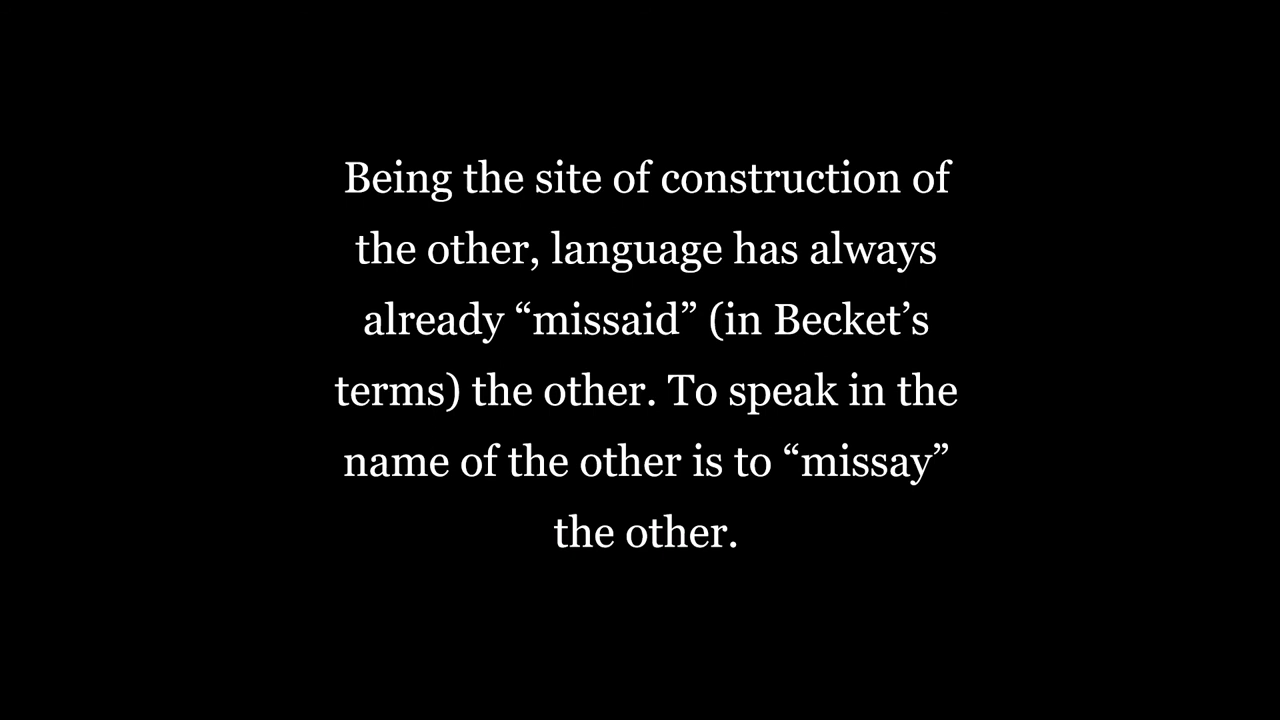 Being the site of construction of
the other, language has always
already “missaid” (in Becket’s
terms) the other. To speak in the
name of the other is to “missay”
the other.